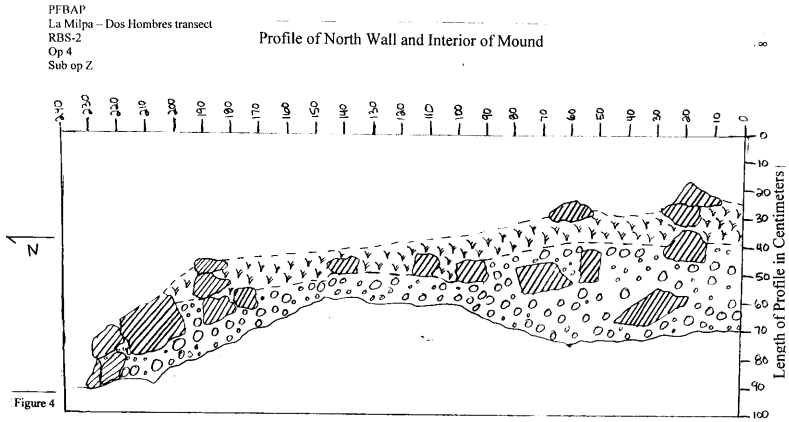 PFBAP
La Milpa – Dos Hombres transect
RBS-2
Op 4
Sub op Z
Profile of North Wall and Interior of Mound
240 230 220 210 200 190 180 170 160 150 140 130 120 110 100 90 80 70 60 50 40 30 20 10 0
0
10
20
30
40
50
60
70
80
90
100
Length of Profile in Centimeters
N
Figure 4